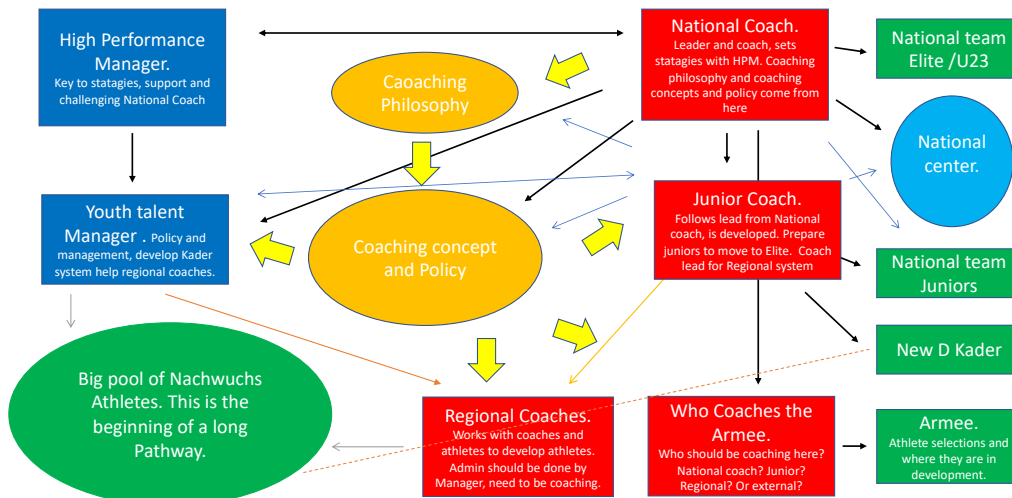 High Performance
Manager.
Key to statagies, support and
challenging National Coach
Caoaching
Philosophy
National Coach.
Leader and coach, sets
statagies with HPM. Coaching
philosophy and coaching
concepts and policy come from
here
National team
Elite /U23
National
center.
Youth talent
Manager . Policy and
management, develop Kader
system help regional coaches.
Coaching concept
and Policy
Junior Coach.
Follows lead from National
coach, is developed. Prepare
juniors to move to Elite. Coach
lead for Regional system
National team
Juniors
New D Kader
Big pool of Nachwuchs
Athletes. This is the
beginning of a long
Pathway.
Regional Coaches.
Works with coaches and
athletes to develop athletes.
Admin should be done by
Manager, need to be coaching.
Who Coaches the
Armee.
Who should be coaching here?
National coach? Junior?
Regional? Or external?
Armee.
Athlete selections and
where they are in
development.